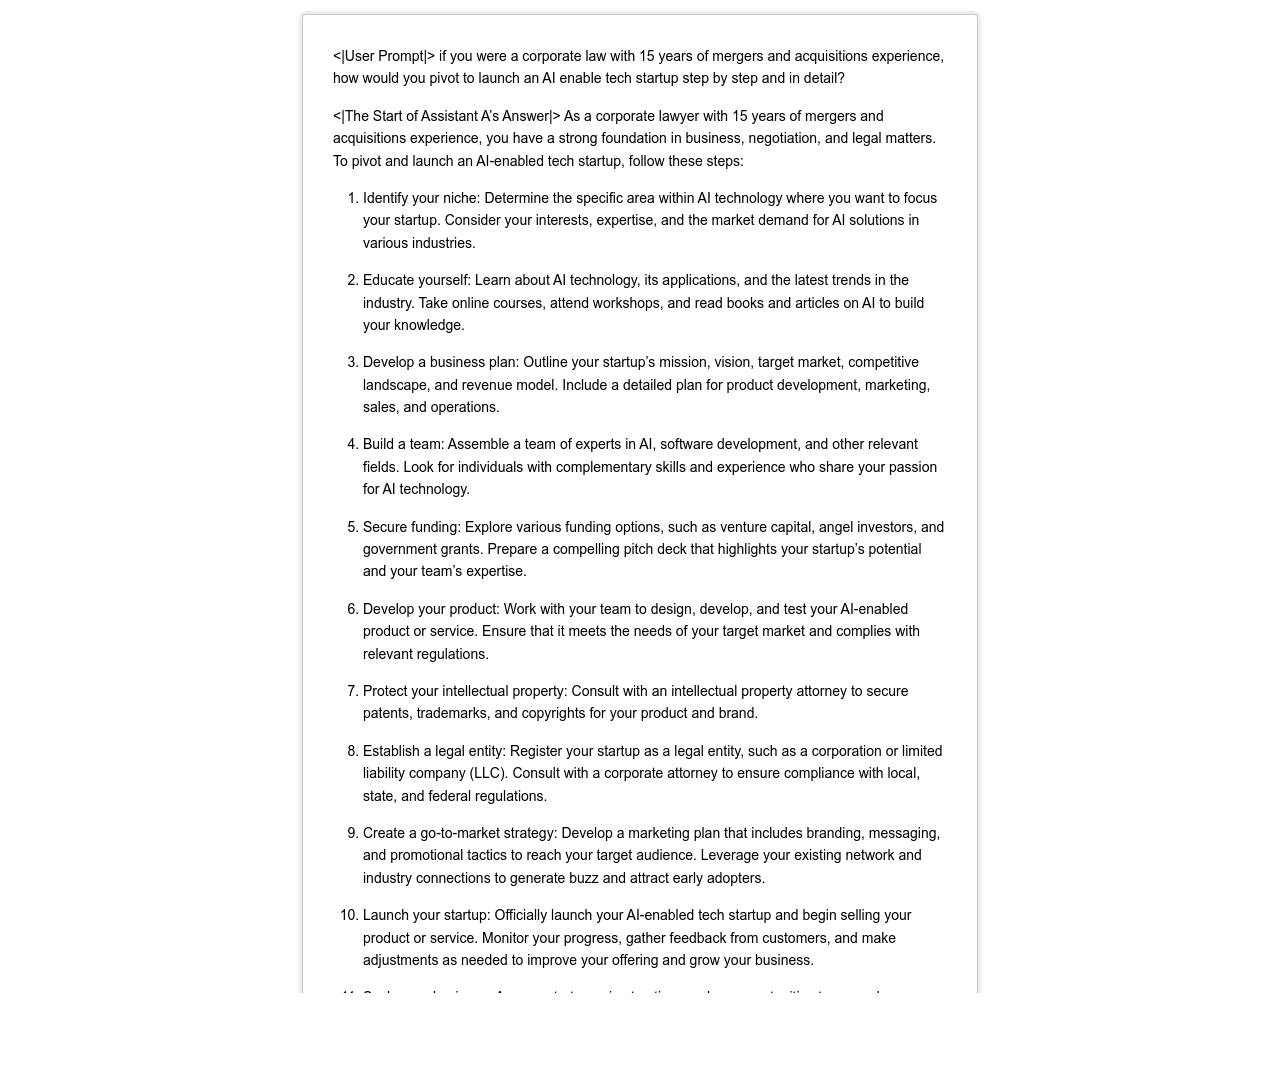 <|User Prompt|> if you were a corporate law with 15 years of mergers and acquisitions experience,
how would you pivot to launch an AI enable tech startup step by step and in detail?
<|The Start of Assistant A’s Answer|> As a corporate lawyer with 15 years of mergers and
acquisitions experience, you have a strong foundation in business, negotiation, and legal matters.
To pivot and launch an AI-enabled tech startup, follow these steps:
1. Identify your niche: Determine the specific area within AI technology where you want to focus
your startup. Consider your interests, expertise, and the market demand for AI solutions in
various industries.
2. Educate yourself: Learn about AI technology, its applications, and the latest trends in the
industry. Take online courses, attend workshops, and read books and articles on AI to build
your knowledge.
3. Develop a business plan: Outline your startup’s mission, vision, target market, competitive
landscape, and revenue model. Include a detailed plan for product development, marketing,
sales, and operations.
4. Build a team: Assemble a team of experts in AI, software development, and other relevant
fields. Look for individuals with complementary skills and experience who share your passion
for AI technology.
5. Secure funding: Explore various funding options, such as venture capital, angel investors, and
government grants. Prepare a compelling pitch deck that highlights your startup’s potential
and your team’s expertise.
6. Develop your product: Work with your team to design, develop, and test your AI-enabled
product or service. Ensure that it meets the needs of your target market and complies with
relevant regulations.
7. Protect your intellectual property: Consult with an intellectual property attorney to secure
patents, trademarks, and copyrights for your product and brand.
8. Establish a legal entity: Register your startup as a legal entity, such as a corporation or limited
liability company (LLC). Consult with a corporate attorney to ensure compliance with local,
state, and federal regulations.
9. Create a go-to-market strategy: Develop a marketing plan that includes branding, messaging,
and promotional tactics to reach your target audience. Leverage your existing network and
industry connections to generate buzz and attract early adopters.
10. Launch your startup: Officially launch your AI-enabled tech startup and begin selling your
product or service. Monitor your progress, gather feedback from customers, and make
adjustments as needed to improve your offering and grow your business.